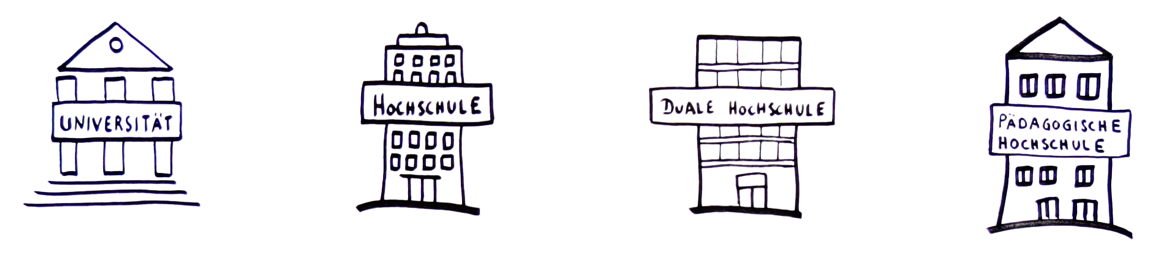 UNIVERSITÄT
HOCHSCHULE
DUALE HOCHSCHULE
PÄDAGOGISCHE
HOCHSCHULE